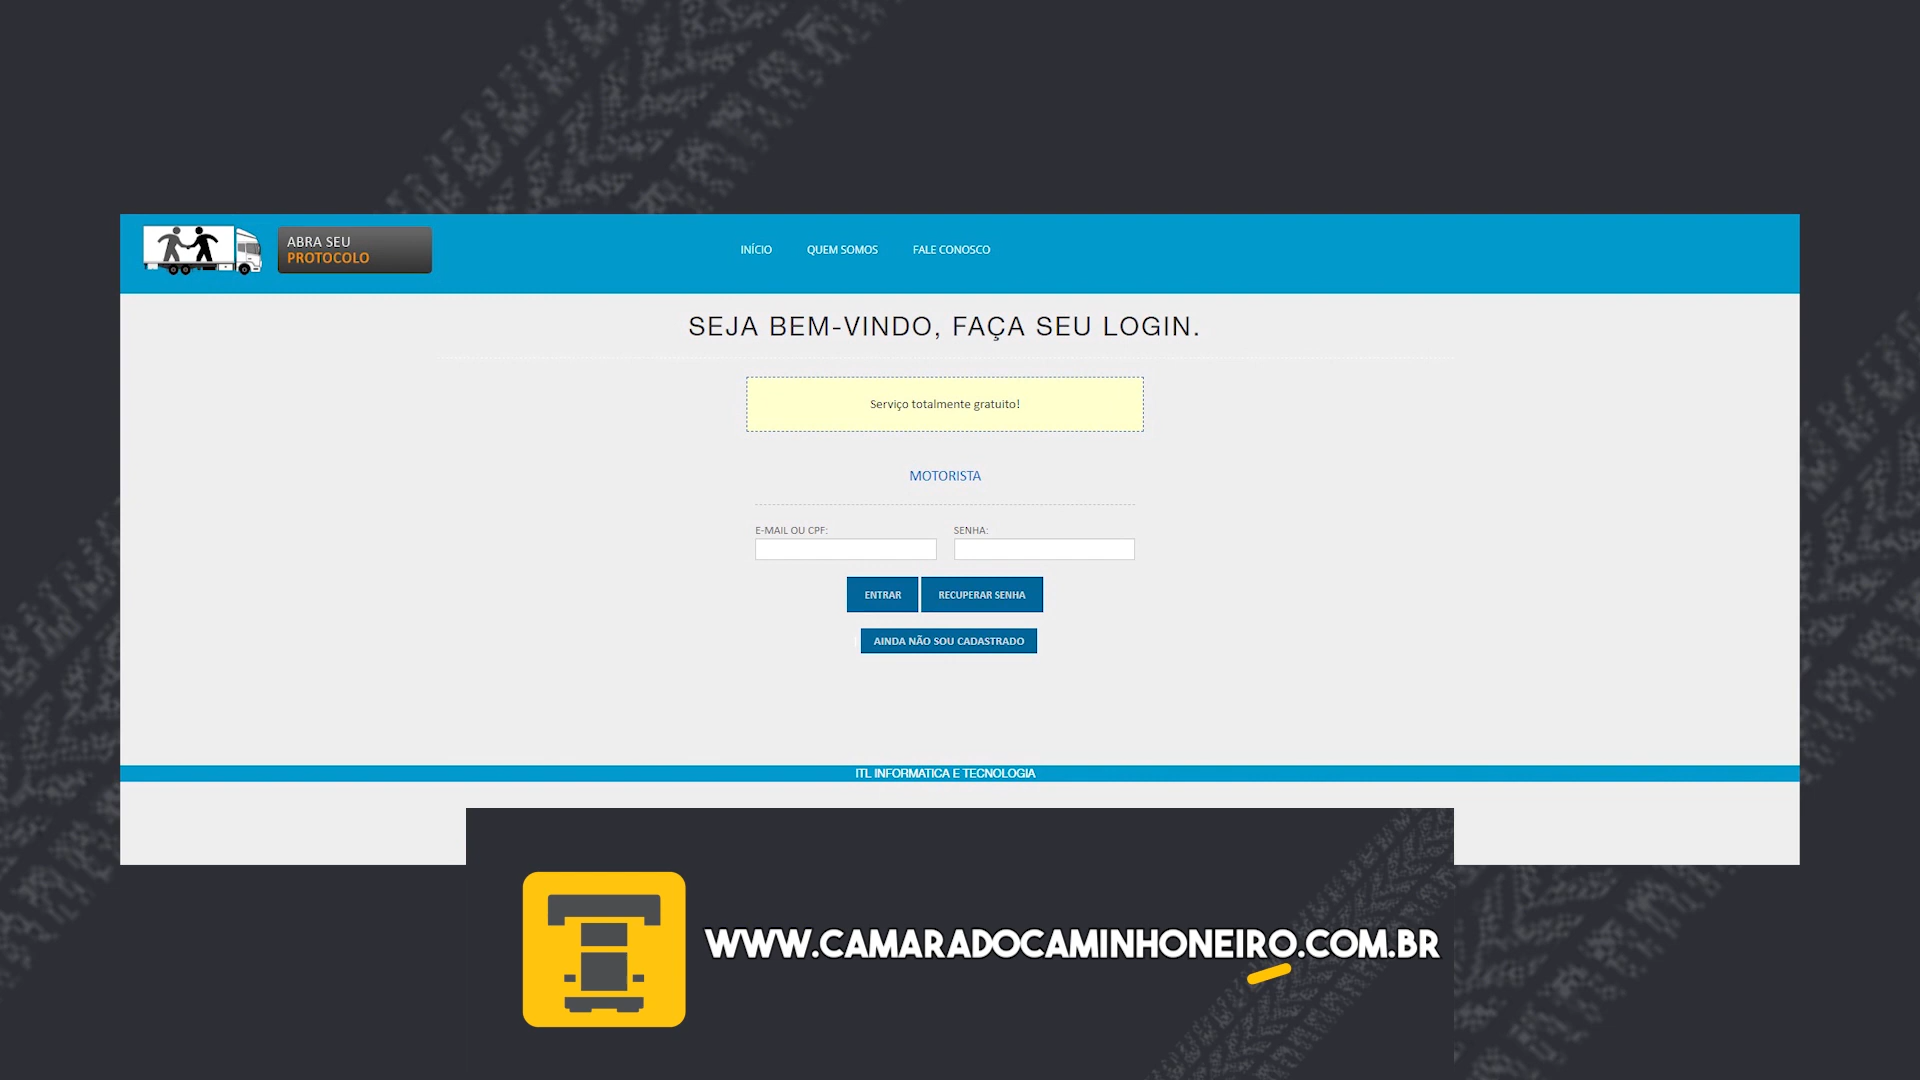 ABRA SEU
PROTOCOLO
INÍCIO QUEM SOMOS FALE CONOSCO
SEJA BEM-VINDO, FAÇA SEU LOGIN.
Serviço totalmente gratuito!
MOTORISTA
E-MAIL OU CPF: SENHA:
ENTRAR RECUPERAR SENHA
AINDA NÃO SOU CADASTRADO
ITL INFORMATICA E TECNOLOGIA
WWW.CAMARADOCAMINHONEIRO.COM.BR